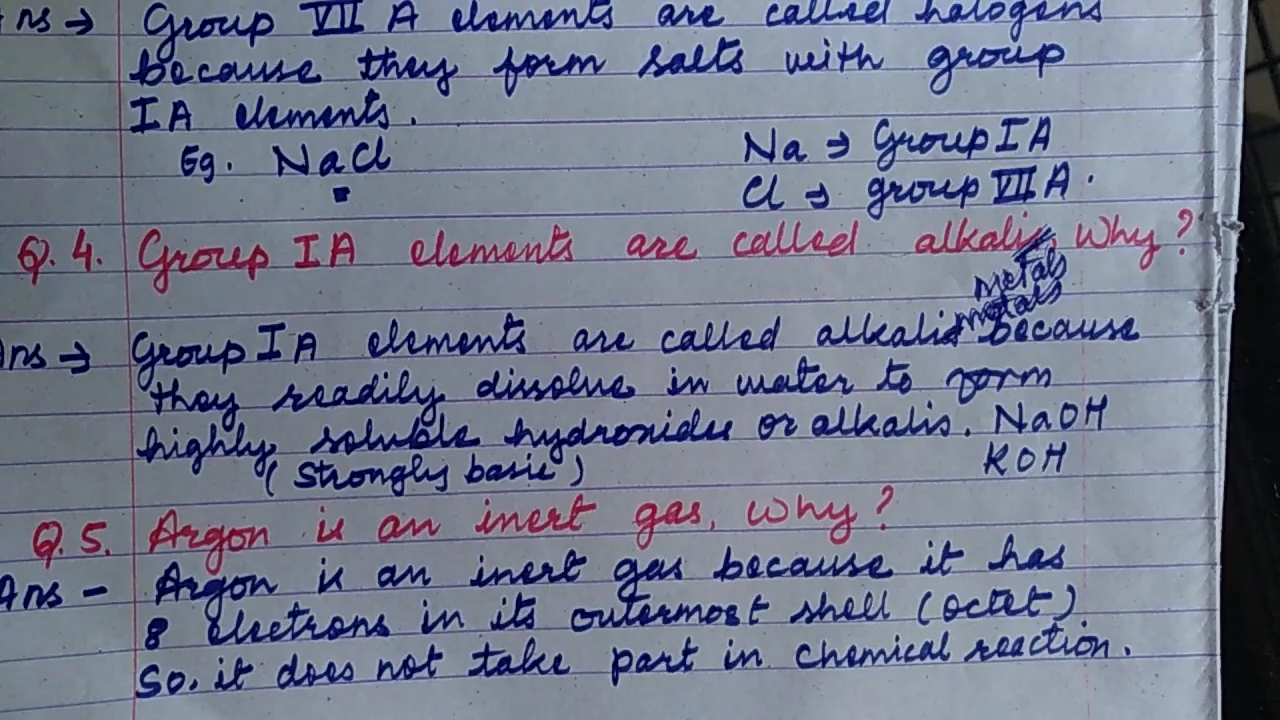 Ans → Group VII A elements are called halogens
because they form salts with group
IA elements.
Eg. NaCl
Na → Group IA
Cl → group VII A.
Q.4. Group IA elements are called alkali Why?
metals
metals
Ans → Group IA elements are called alkali because
they readily dissolve in water to form
highly soluble hydroxides or alkalis. NaOH
(Strongly basic) KOH
Q.5. Argon is an inert gas, Why?
Ans - Argon is an inert gas because it has
8 electrons in its outermost shell (octet)
So. it does not take part in chemical reaction.